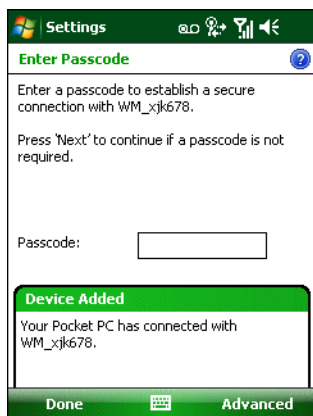 Settings
Enter Passcode
?
Enter a passcode to establish a secure
connection with WM_xjk678.
Press 'Next' to continue if a passcode is not
required.
Passcode:
Device Added
Your Pocket PC has connected with
WM_xjk678.
Done Advanced